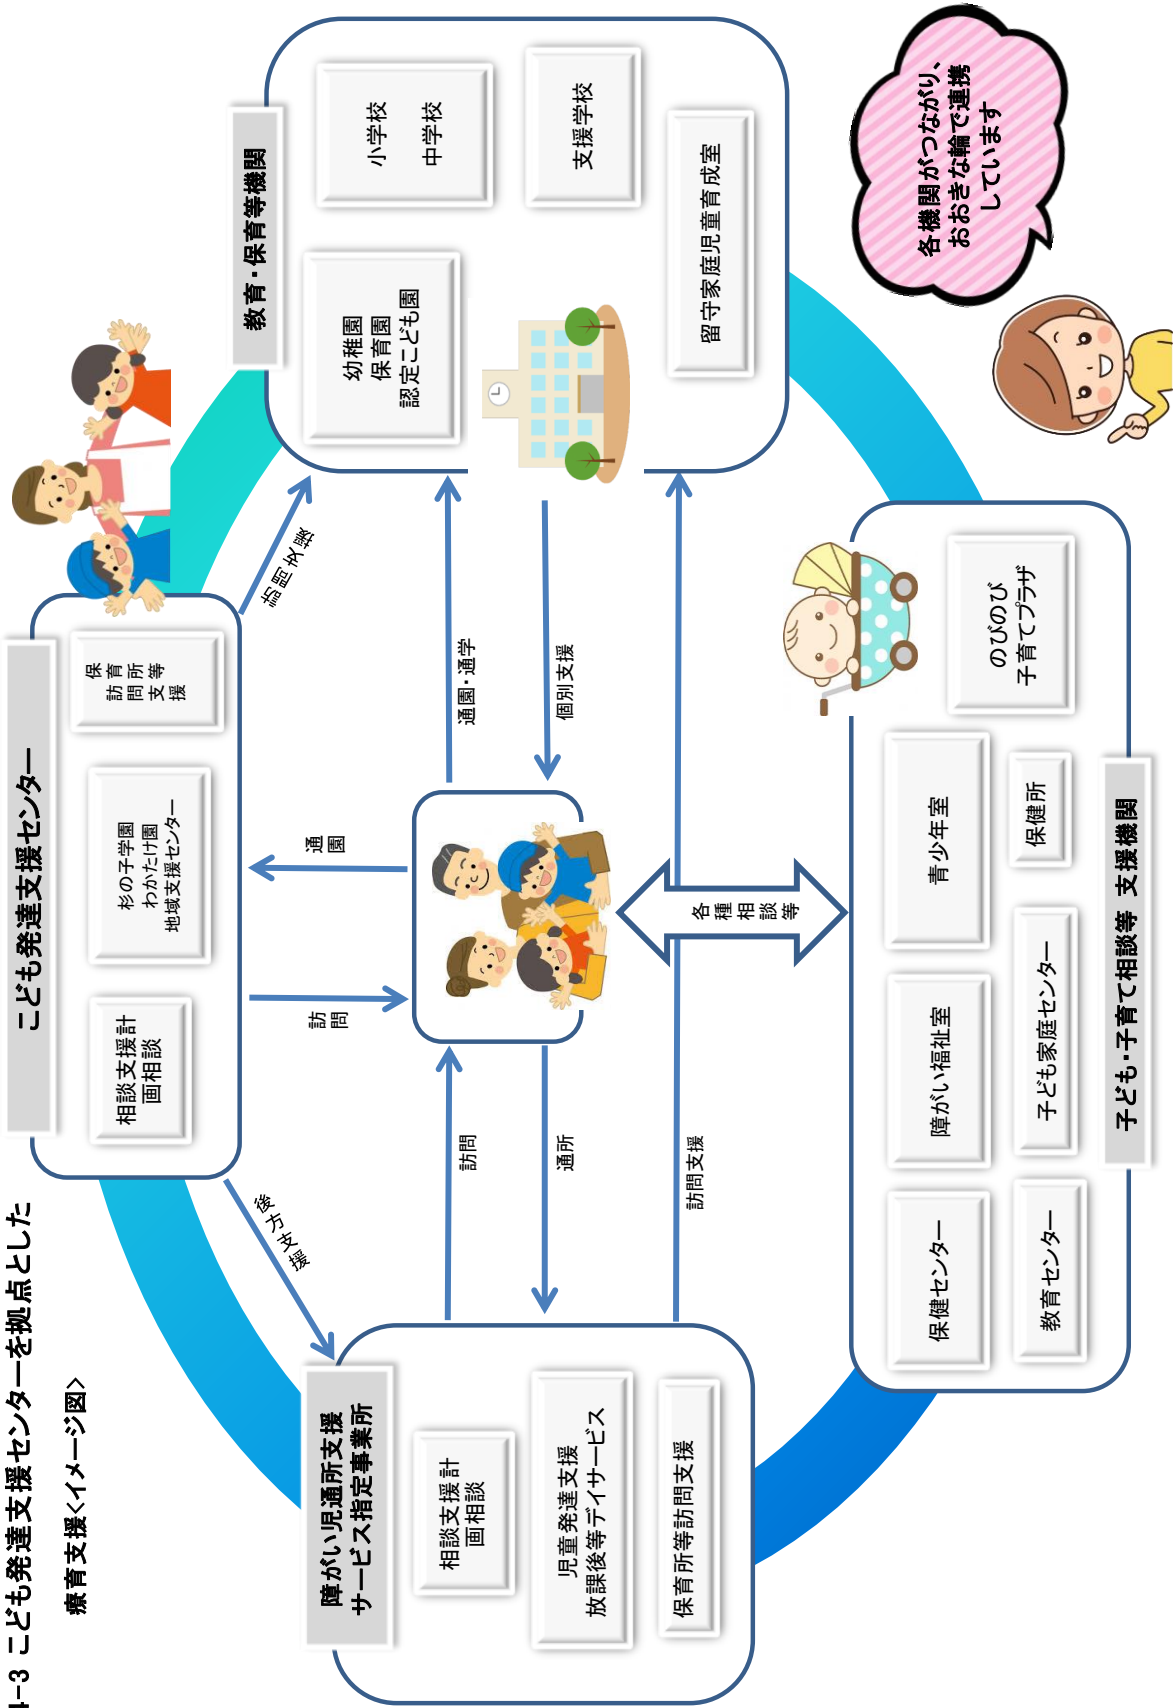 4-3 こども発達支援センターを拠点とした
療育支援<イメージ図>
こども発達支援センター
相談支援計
画相談
杉の子学園
わかたけ園
地域支援センター
保育所等
訪問支援
障がい児通所支援
サービス指定事業所
相談支援計
画相談
児童発達支援
放課後等デイサービス
保育所等訪問支援
教育・保育等機関
幼稚園
保育園
認定こども園
小学校
中学校
支援学校
留守家庭児童育成室
子ども・子育て相談等 支援機関
保健センター
障がい福祉室
青少年室
のびのび
子育てプラザ
教育センター
子ども家庭センター
保健所
後方支援
訪問
通園
訪問支援
訪問
通所
通園・通学
個別支援
訪問支援
各種相談等
各機関がつながり、
おおきな輪で連携
しています